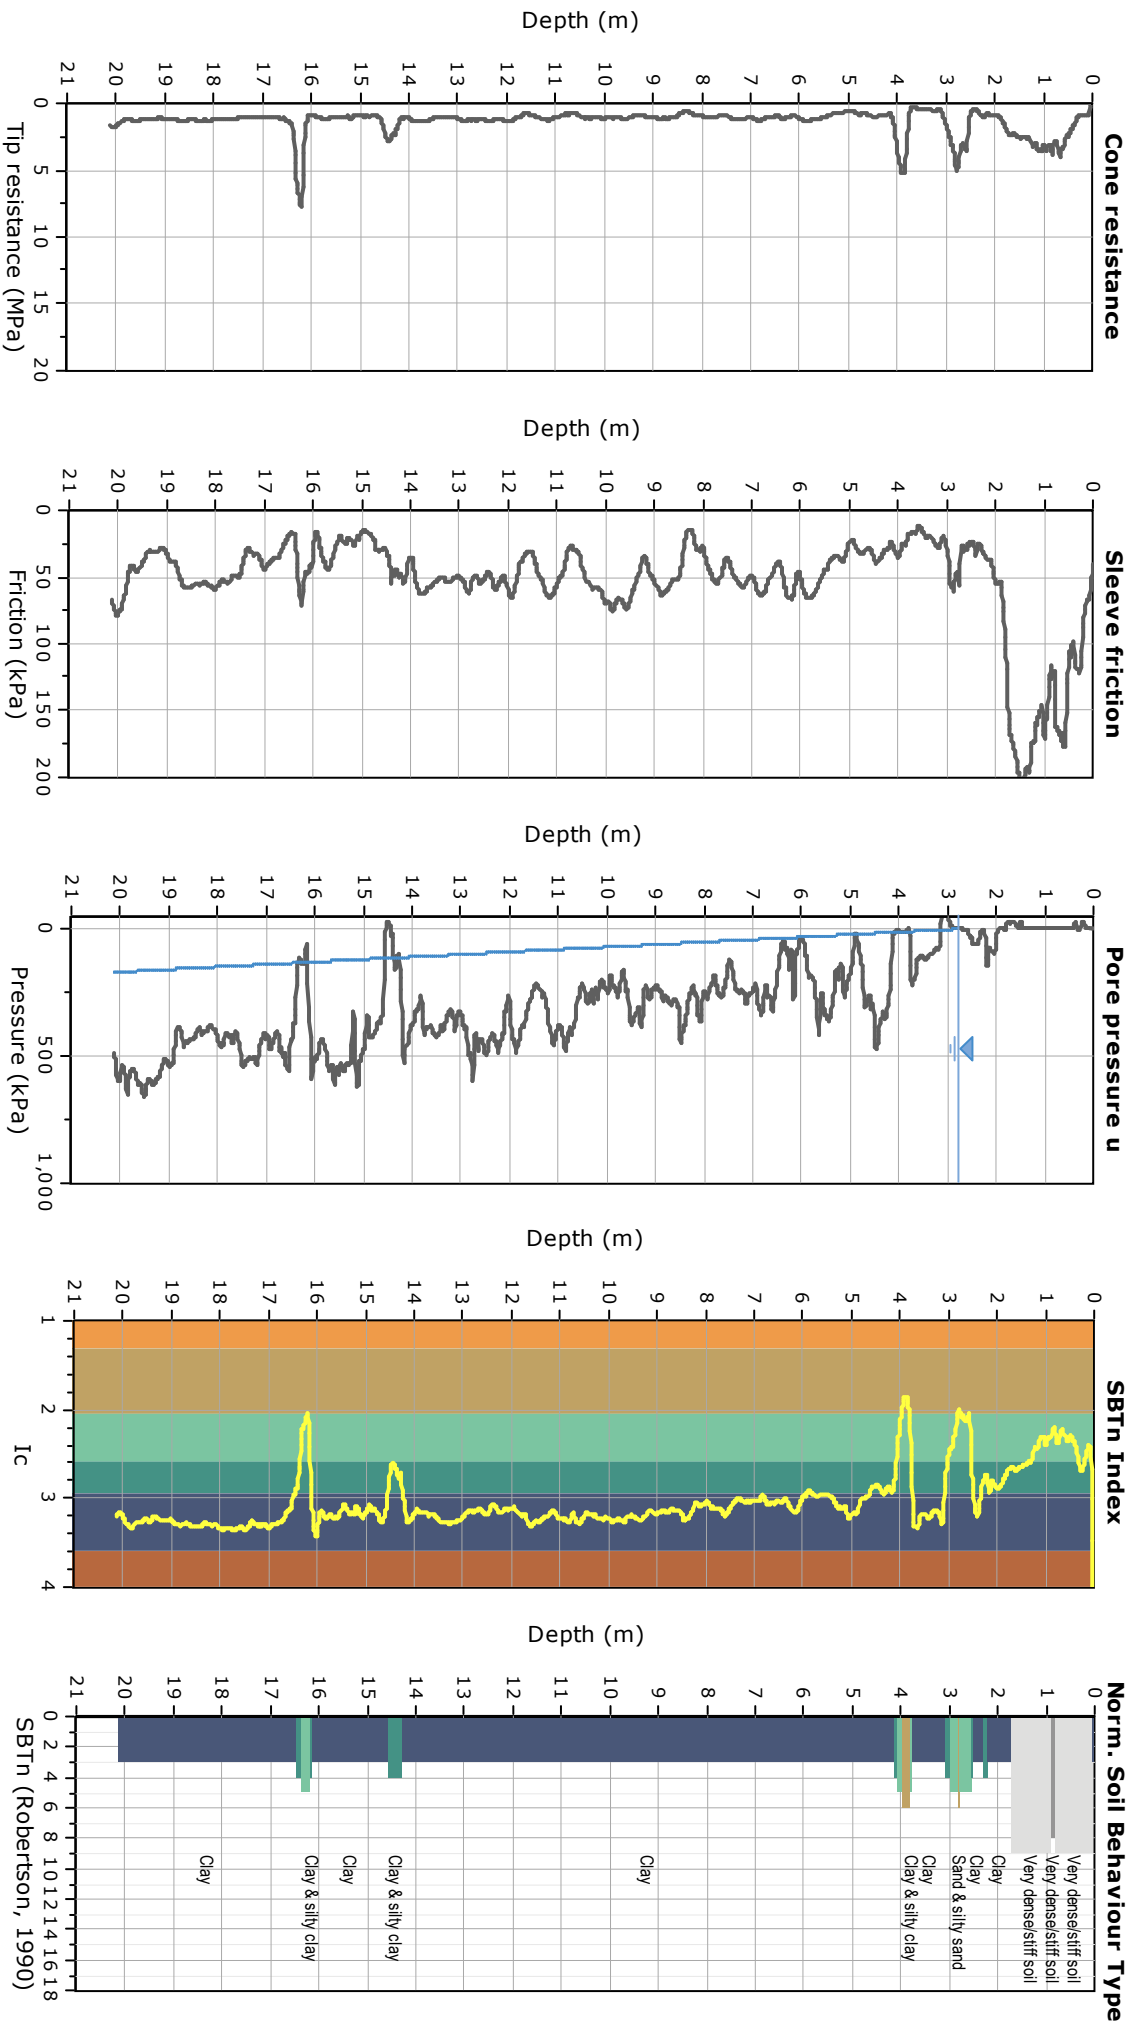 Cone resistance
Depth (m)
0 1 2 3 4 5 6 7 8 9 10 11 12 13 14 15 16 17 18 19 20 21
0 5 10 15 20
Tip resistance (MPa)
Sleeve friction
Depth (m)
0 1 2 3 4 5 6 7 8 9 10 11 12 13 14 15 16 17 18 19 20 21
0 50 100 150 200
Friction (kPa)
Pore pressure u
Depth (m)
0 1 2 3 4 5 6 7 8 9 10 11 12 13 14 15 16 17 18 19 20 21
0 500 1,000
Pressure (kPa)
SBTn Index
Depth (m)
0 1 2 3 4 5 6 7 8 9 10 11 12 13 14 15 16 17 18 19 20 21
1 2 3 4
Ic
Norm. Soil Behaviour Type
Depth (m)
0 1 2 3 4 5 6 7 8 9 10 11 12 13 14 15 16 17 18 19 20 21
Very dense/stiff soil
Very dense/stiff soil
Very dense/stiff soil
Clay
Clay
Sand & silty sand
Clay
Clay & silty clay
Clay
Clay & silty clay
Clay
Clay & silty clay
Clay
0 2 4 6 8 10 12 14 16 18
SBTn (Robertson, 1990)